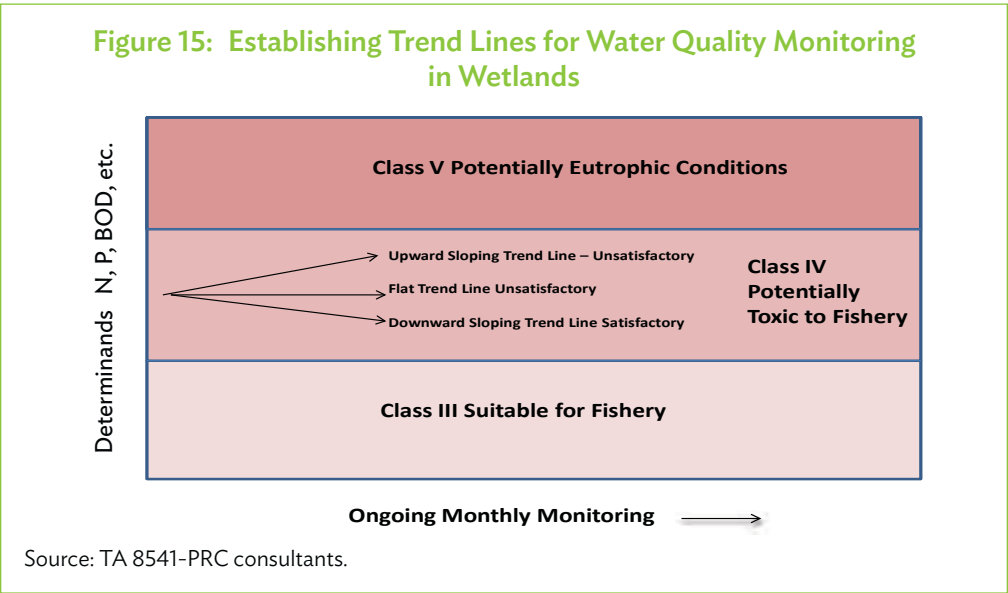 Figure 15: Establishing Trend Lines for Water Quality Monitoring
in Wetlands
Determinands N, P, BOD, etc.
Class V Potentially Eutrophic Conditions
Upward Sloping Trend Line – Unsatisfactory
Flat Trend Line Unsatisfactory
Downward Sloping Trend Line Satisfactory
Class IV
Potentially
Toxic to Fishery
Class III Suitable for Fishery
Ongoing Monthly Monitoring
Source: TA 8541-PRC consultants.